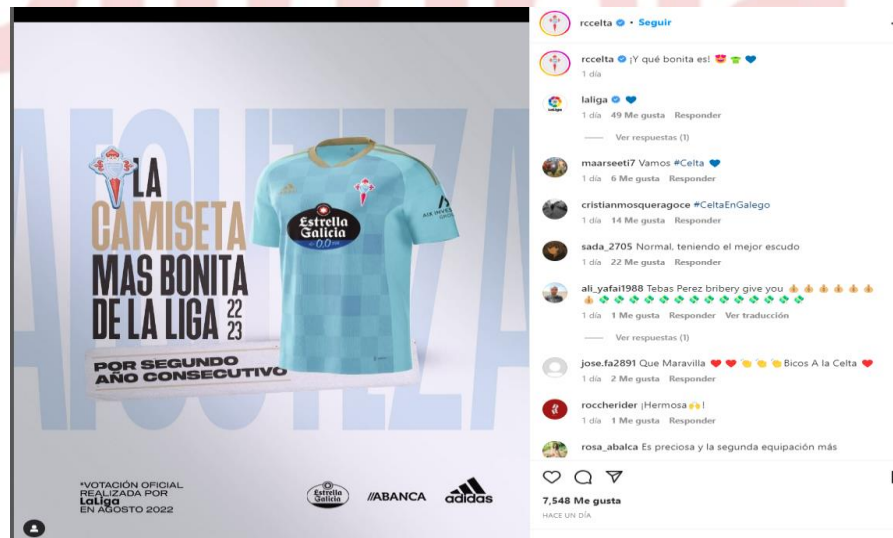 LA
CAMISETA
MAS BONITA
DE LA LIGA 22 23
POR SEGUNDO
AÑO CONSECUTIVO
Estrella
Galicia
0,0
*VOTACIÓN OFICIAL
REALIZADA POR
LaLiga
EN AGOSTO 2022
Estrella
Galicia
//ABANCA
adidas
rccelta • Seguir
rccelta ¡Y qué bonita es! 😍 👕 💙
1 día
laliga 💙
1 día 49 Me gusta Responder
Ver respuestas (1)
maarseeti7 Vamos #Celta 💙
1 día 6 Me gusta Responder
cristianmosqueragoce #CeltaEnGalego
1 día 14 Me gusta Responder
sada_2705 Normal, teniendo el mejor escudo
1 día 22 Me gusta Responder
ali_yafai1988 Tebas Perez bribery give you 💰 💰 💰 💰 💰 💰
💰 💸 💸 💸 💸 💸 💸 💸 💸 💸 💸 💸 💸 💸 💸
1 día 1 Me gusta Responder Ver traducción
Ver respuestas (1)
jose.fa2891 Que Maravilla ❤️ ❤️ 👏 👏 👏 Bicos A la Celta ❤️
1 día 2 Me gusta Responder
roccherider ¡Hermosa🙌!
1 día 1 Me gusta Responder
rosa_abalca Es preciosa y la segunda equipación más
7,548 Me gusta
HACE UN DÍA